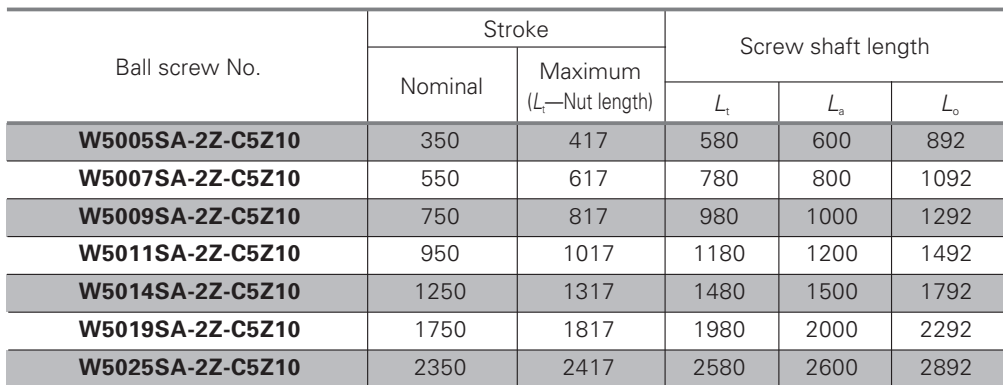 Ball screw No. Stroke Screw shaft length
Nominal Maximum
(Lt—Nut length) Lt La Lo
W5005SA-2Z-C5Z10 350 417 580 600 892
W5007SA-2Z-C5Z10 550 617 780 800 1092
W5009SA-2Z-C5Z10 750 817 980 1000 1292
W5011SA-2Z-C5Z10 950 1017 1180 1200 1492
W5014SA-2Z-C5Z10 1250 1317 1480 1500 1792
W5019SA-2Z-C5Z10 1750 1817 1980 2000 2292
W5025SA-2Z-C5Z10 2350 2417 2580 2600 2892